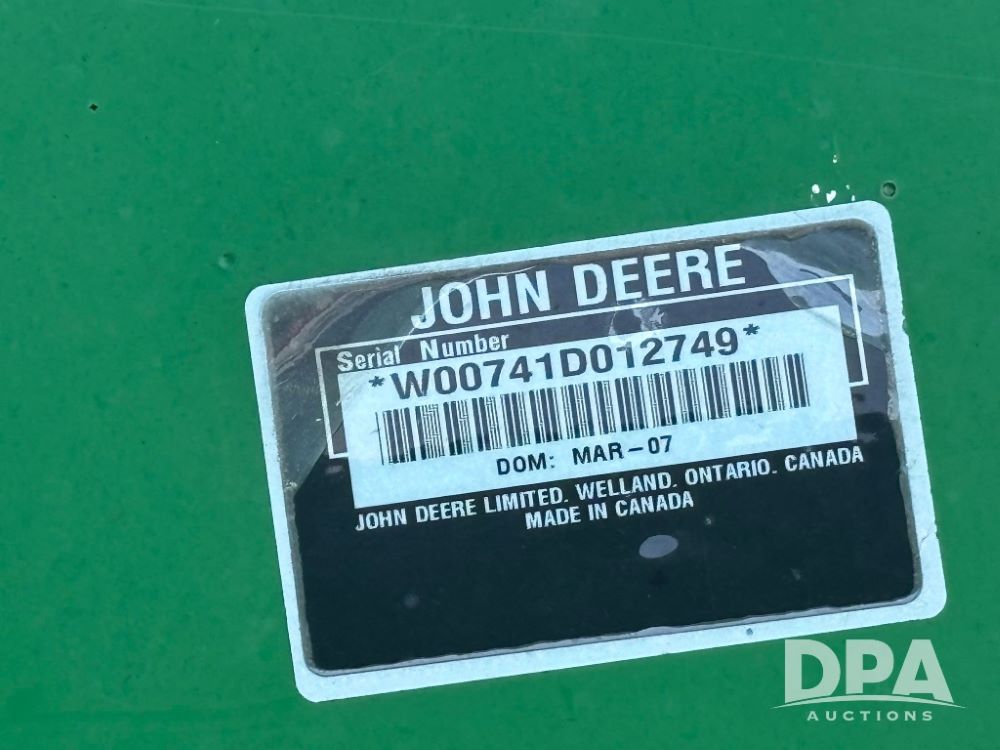 JOHN DEERE
Serial Number
*W00741D012749*
DOM: MAR-07
JOHN DEERE LIMITED. WELLAND. ONTARIO. CANADA
MADE IN CANADA
DPA
AUCTIONS